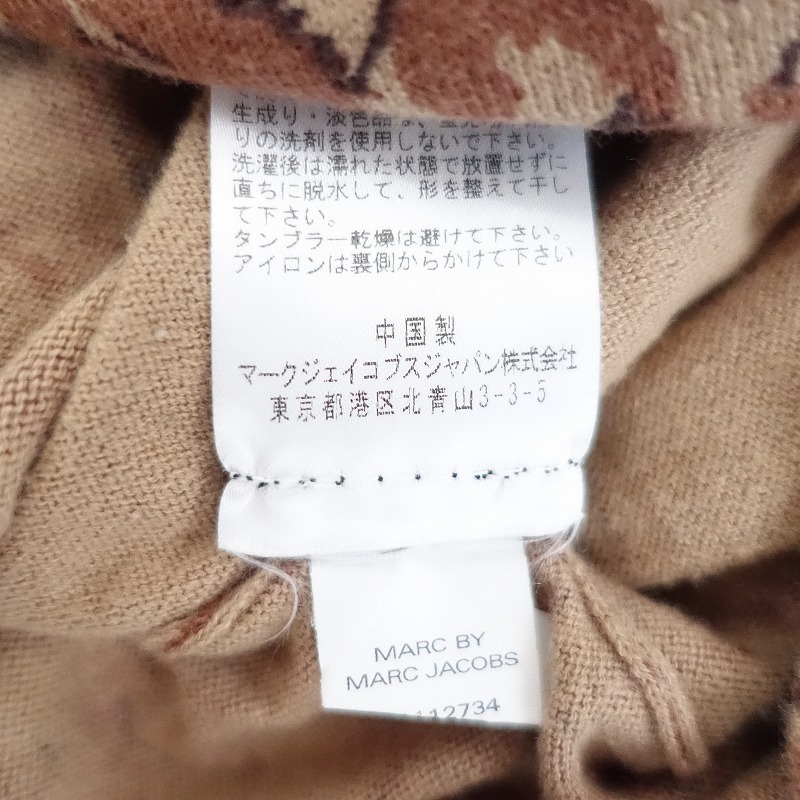 生成り・淡色品は、
りの洗剤を使用しないで下さい。
洗濯後は濡れた状態で放置せずに
直ちに脱水して、形を整えて干し
て下さい。
タンブラー乾燥は避けて下さい。
アイロンは裏側からかけて下さい
中国製
マークジェイコブスジャパン株式会社
東京都港区北青山3-3-5
MARC BY
MARC JACOBS
112734